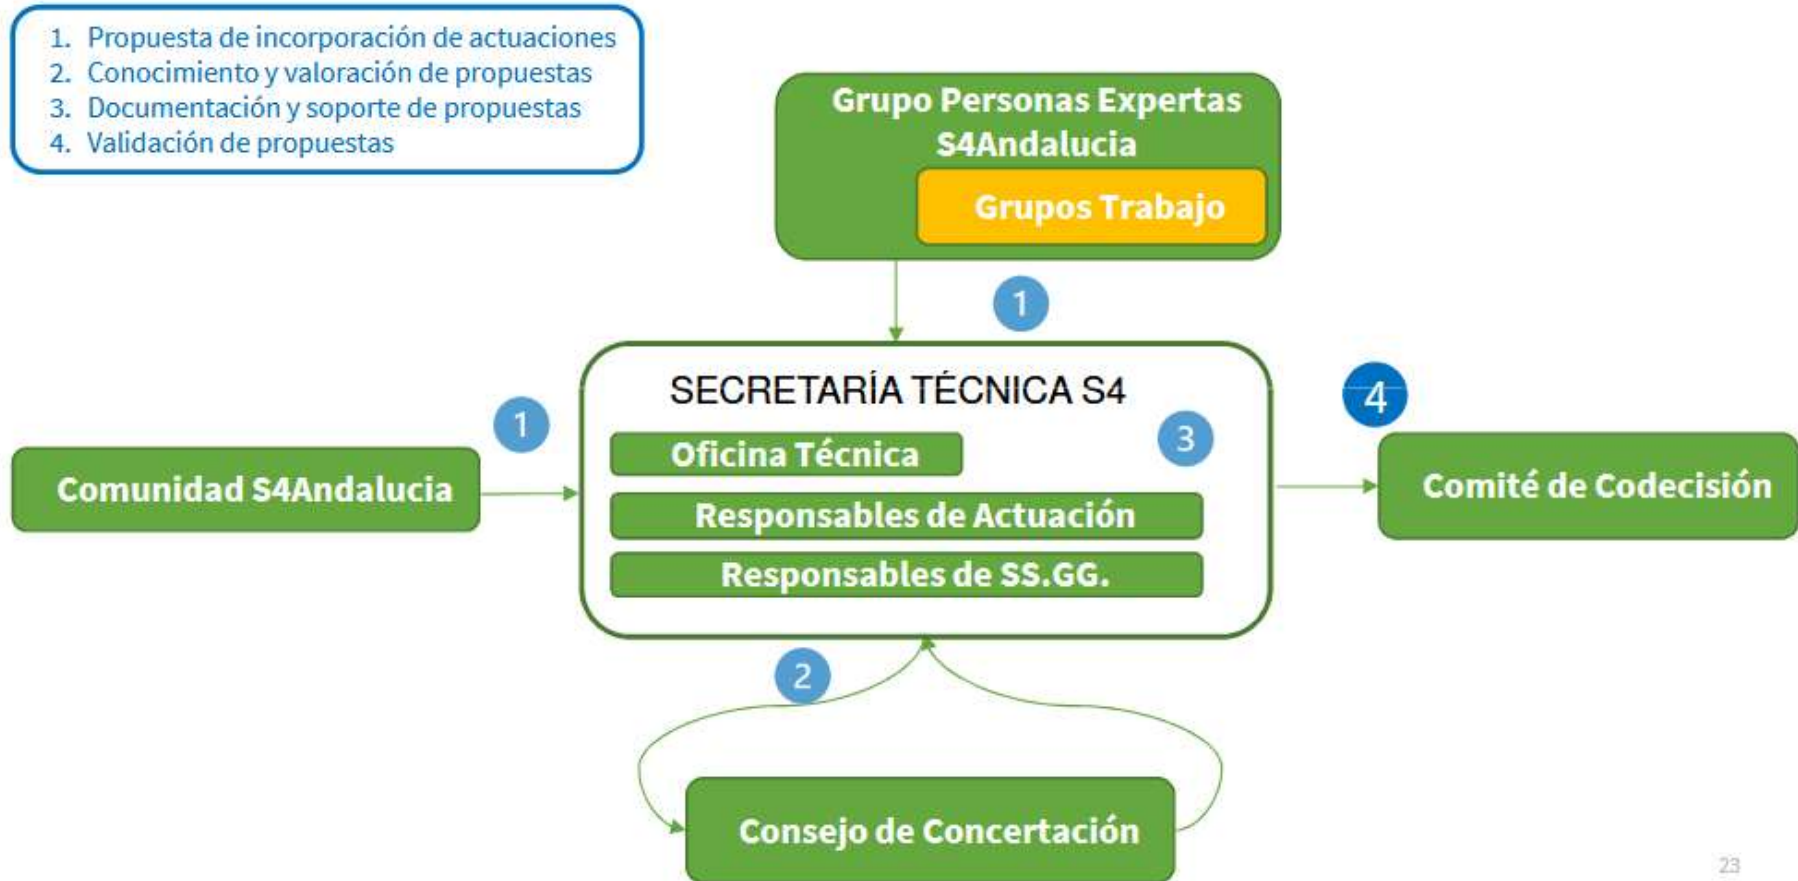 1. Propuesta de incorporación de actuaciones
2. Conocimiento y valoración de propuestas
3. Documentación y soporte de propuestas
4. Validación de propuestas
Grupo Personas Expertas
S4Andalucia
Grupos Trabajo
1
SECRETARÍA TÉCNICA S4
4
1
3
Oficina Técnica
Comunidad S4Andalucia
Comité de Codecisión
Responsables de Actuación
Responsables de SS.GG.
2
Consejo de Concertación
23